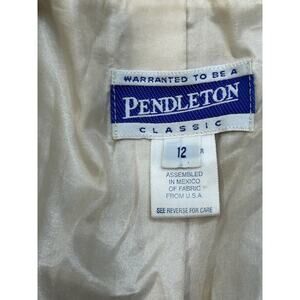 WARRANTED TO BE A
PENDLETON
CLASSIC
12 R
ASSEMBLED
IN MEXICO
OF FABRIC
FROM U.S.A.
SEE REVERSE FOR CARE